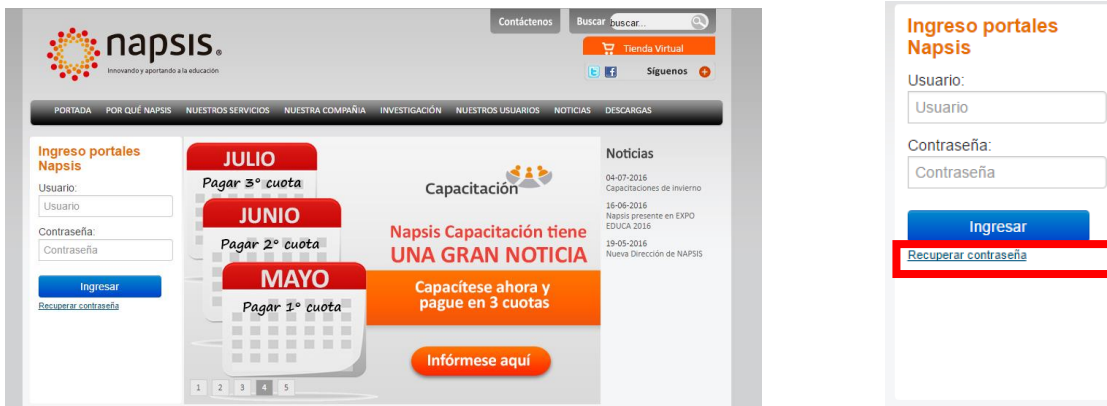 Contáctenos
Buscar
buscar...
napsis®
Innovando y aportando a la educación
Tienda Virtual
Síguenos
PORTADA POR QUÉ NAPSIS NUESTROS SERVICIOS NUESTRA COMPAÑIA INVESTIGACIÓN NUESTROS USUARIOS NOTICIAS DESCARGAS
Ingreso portales
Napsis
Usuario:
Usuario
Contraseña:
Contraseña
Ingresar
Recuperar contraseña
JULIO
Pagar 3° cuota
JUNIO
Pagar 2° cuota
MAYO
Pagar 1° cuota
1 2 3 4 5
Capacitación
Napsis Capacitación tiene
UNA GRAN NOTICIA
Capacítese ahora y
pague en 3 cuotas
Infórmese aquí
Noticias
04-07-2016
Capacitaciones de invierno
16-06-2016
Napsis presente en EXPO
EDUCA 2016
19-05-2016
Nueva Dirección de NAPSIS
Ingreso portales
Napsis
Usuario:
Usuario
Contraseña:
Contraseña
Ingresar
Recuperar contraseña